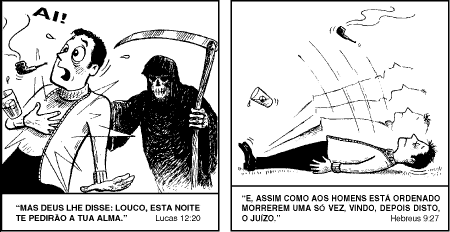 AI!
“MAS DEUS LHE DISSE: LOUCO, ESTA NOITE
TE PEDIRÃO A TUA ALMA.” Lucas 12:20
“E, ASSIM COMO AOS HOMENS ESTÁ ORDENADO
MORREREM UMA SÓ VEZ, VINDO, DEPOIS DISTO,
O JUÍZO.” Hebreus 9:27